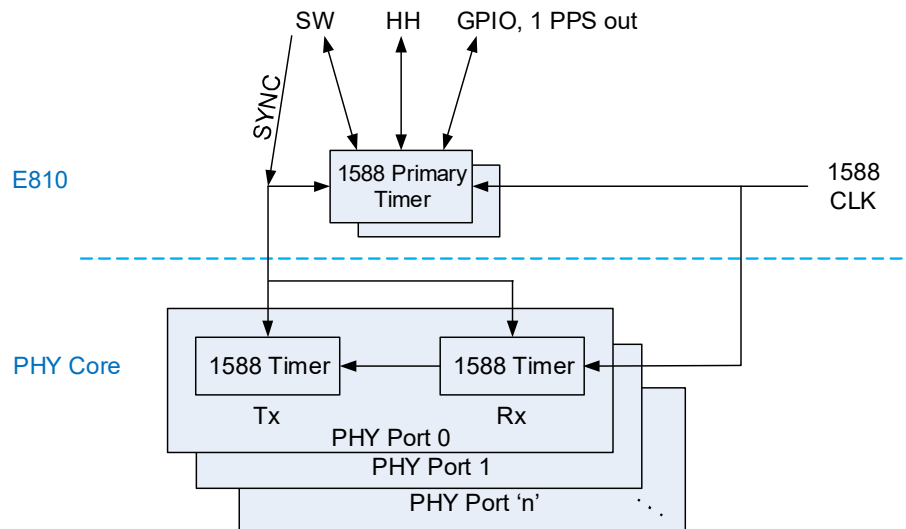 SW
HH
GPIO, 1 PPS out
SYNC
E810
1588 Primary
Timer
1588
CLK
PHY Core
1588 Timer
1588 Timer
Tx
Rx
PHY Port 0
PHY Port 1
PHY Port ‘n’